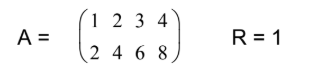 A = (1 2 3 4
2 4 6 8) R = 1